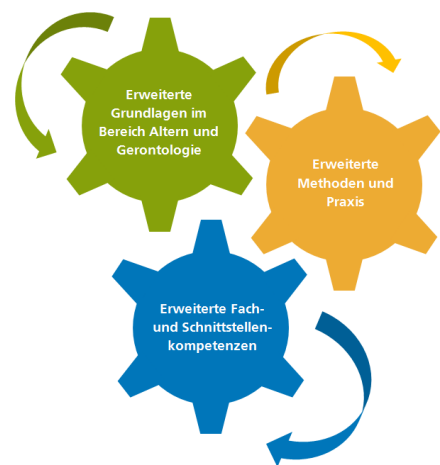 Erweiterte
Grundlagen im
Bereich Altern und
Gerontologie
Erweiterte
Methoden und
Praxis
Erweiterte Fach-
und Schnittstellen-
kompetenzen